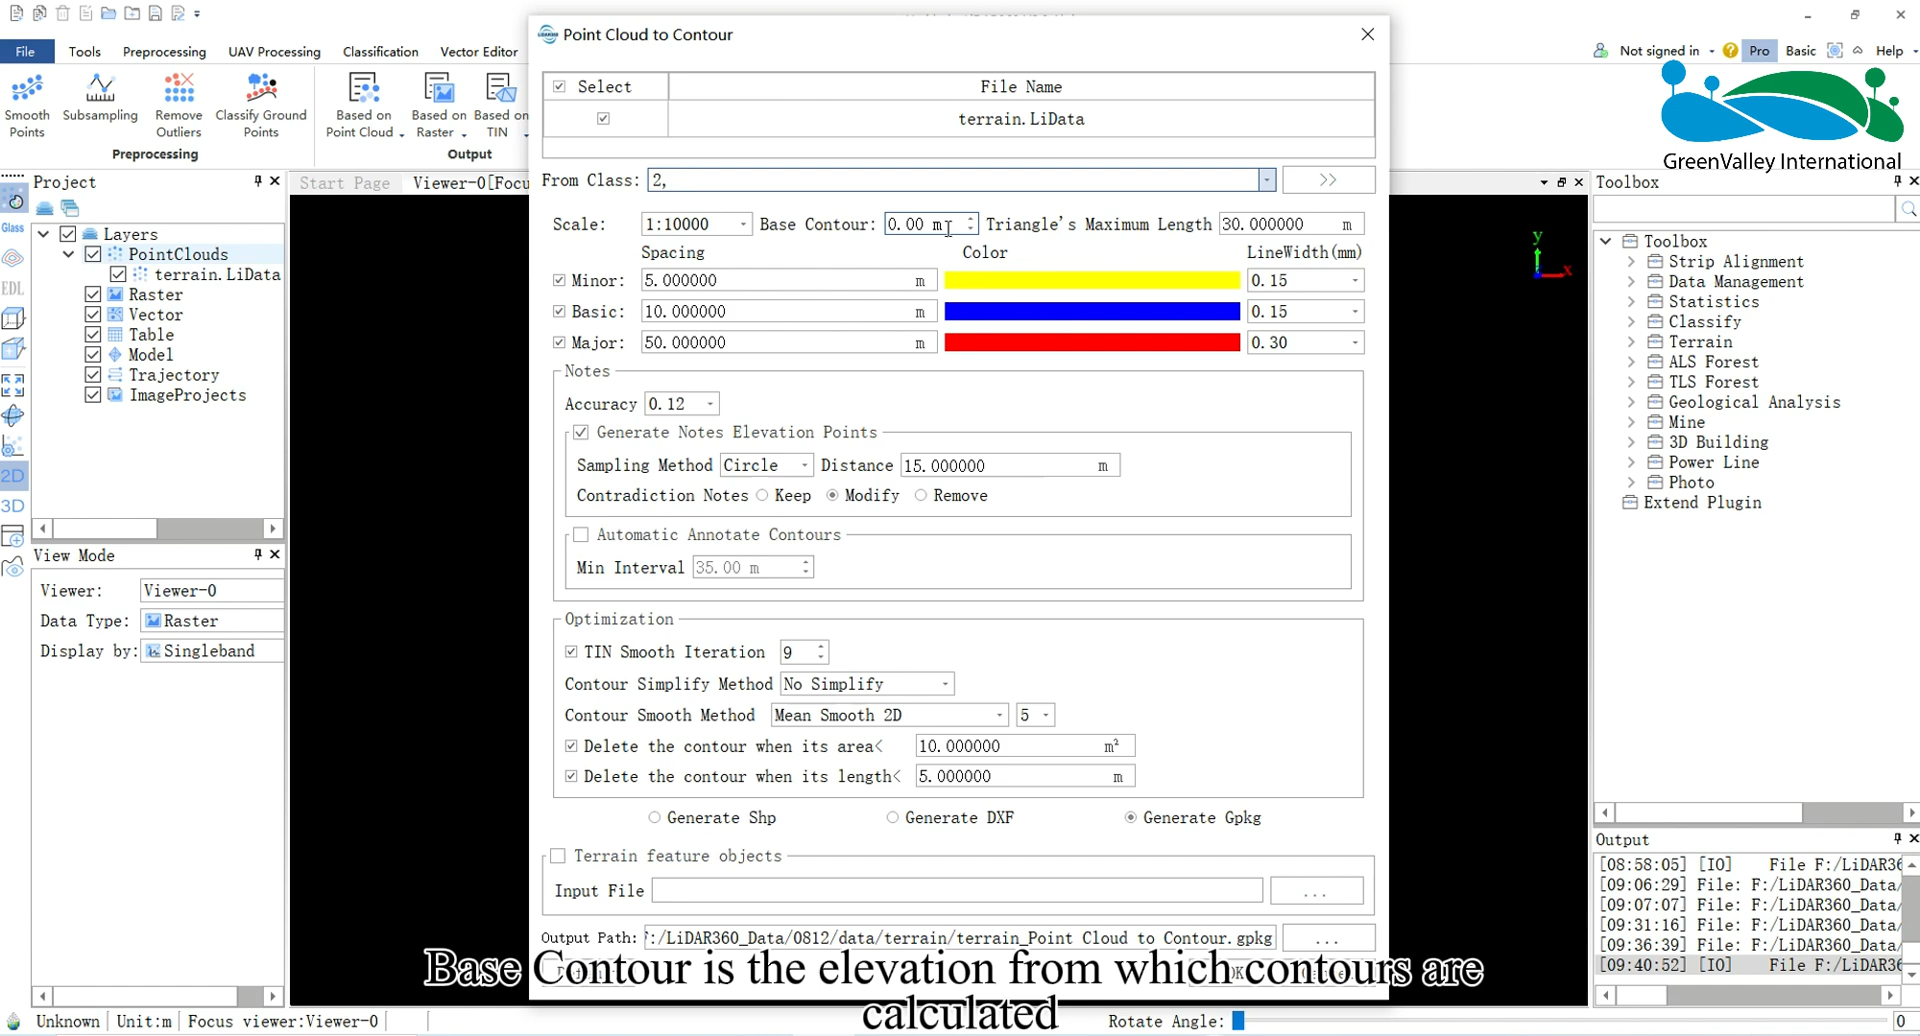 Point Cloud to Contour
File
Tools
Preprocessing
UAV Processing
Classification
Vector Editor
Not signed in
Pro
Basic
Help
Smooth Points
Subsampling
Remove Outliers
Classify Ground Points
Based on Point Cloud
Based on Raster
Based on TIN
Preprocessing
Output
GreenValley International
Project
Start Page
Viewer-0[Focu
Toolbox
Glass
EDL
2D
3D
Layers
PointClouds
terrain.LiData
Raster
Vector
Table
Model
Trajectory
ImageProjects
View Mode
Viewer: Viewer-0
Data Type: Raster
Display by: Singleband
Select File Name
terrain.LiData
From Class: 2, >>
Scale: 1:10000 Base Contour: 0.00 m Triangle's Maximum Length 30.000000 m
Spacing Color LineWidth(mm)
Minor: 5.000000 m 0.15
Basic: 10.000000 m 0.15
Major: 50.000000 m 0.30
Notes
Accuracy 0.12
Generate Notes Elevation Points
Sampling Method Circle Distance 15.000000 m
Contradiction Notes Keep Modify Remove
Automatic Annotate Contours
Min Interval 35.00 m
Optimization
TIN Smooth Iteration 9
Contour Simplify Method No Simplify
Contour Smooth Method Mean Smooth 2D 5
Delete the contour when its area< 10.000000 m²
Delete the contour when its length< 5.000000 m
Generate Shp Generate DXF Generate Gpkg
Terrain feature objects
Input File ...
Output Path: :/LiDAR360_Data/0812/data/terrain/terrain_Point Cloud to Contour.gpkg ...
Base Contour is the elevation from which contours are
calculated
y
x
Toolbox
Strip Alignment
Data Management
Statistics
Classify
Terrain
ALS Forest
TLS Forest
Geological Analysis
Mine
3D Building
Power Line
Photo
Extend Plugin
Output
[08:58:05] [IO] File F:/LiDAR36
[09:06:29] File: F:/LiDAR360_Data/
[09:07:07] File: F:/LiDAR360_Data/
[09:31:16] File: F:/LiDAR360_Data/
[09:36:39] File: F:/LiDAR360_Data/
[09:40:52] [IO] File F:/LiDAR36
Unknown Unit:m Focus viewer:Viewer-0
Rotate Angle: 0